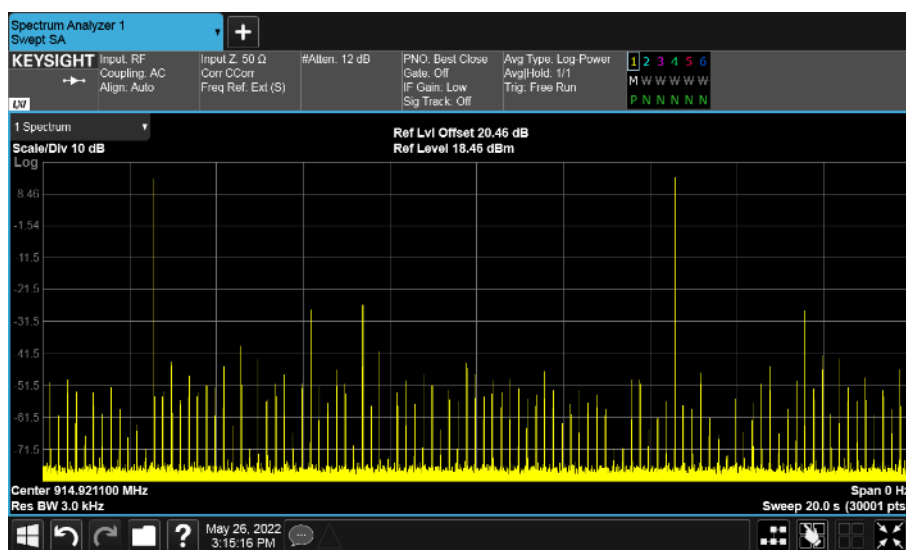 Spectrum Analyzer 1
Swept SA
KEYSIGHT
LXI
Input: RF
Coupling: AC
Align: Auto
Input Z: 50 Ω
Corr CCorr
Freq Ref: Ext (S)
#Atten: 12 dB
PNO: Best Close
Gate: Off
IF Gain: Low
Sig Track: Off
Avg Type: Log-Power
Avg|Hold: 1/1
Trig: Free Run
1 2 3 4 5 6
M W W W W W
P N N N N N
1 Spectrum
Scale/Div 10 dB
Ref Lvl Offset 20.46 dB
Ref Level 18.46 dBm
Log
8.46
-1.54
-11.5
-21.5
-31.5
-41.5
-51.5
-61.5
-71.5
Center 914.921100 MHz
Res BW 3.0 kHz
Span 0 Hz
Sweep 20.0 s (30001 pts
?
May 26, 2022
3:15:16 PM